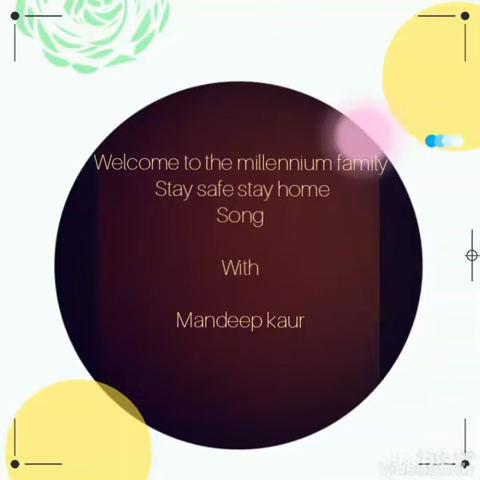 Welcome to the millennium family
Stay safe stay home
Song
With
Mandeep kaur